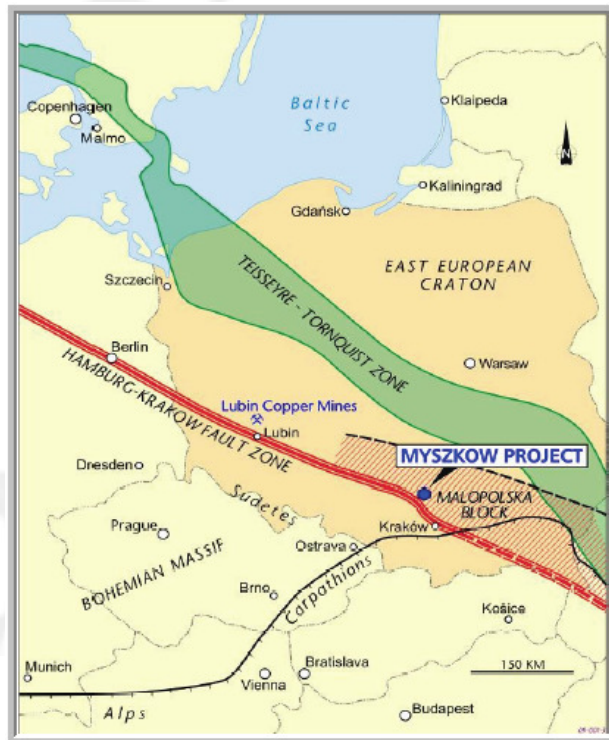 Copenhagen
Malmo
Baltic
Sea
Klaipeda
N
Kaliningrad
Gdańsk
TEISSEYRE - TORNQUIST ZONE
EAST EUROPEAN
CRATON
Szczecin
Berlin
Warsaw
HAMBURG-KRAKOW FAULT ZONE
Lubin Copper Mines
Lubin
MYSZKOW PROJECT
Dresden
Sudetes
MALOPOLSKA
BLOCK
Kraków
Prague
Ostrava
BOHEMIAN MASSIF
Carpathions
Brno
Košice
Munich
Vienna
Bratislava
150 KM
Alps
Budapest